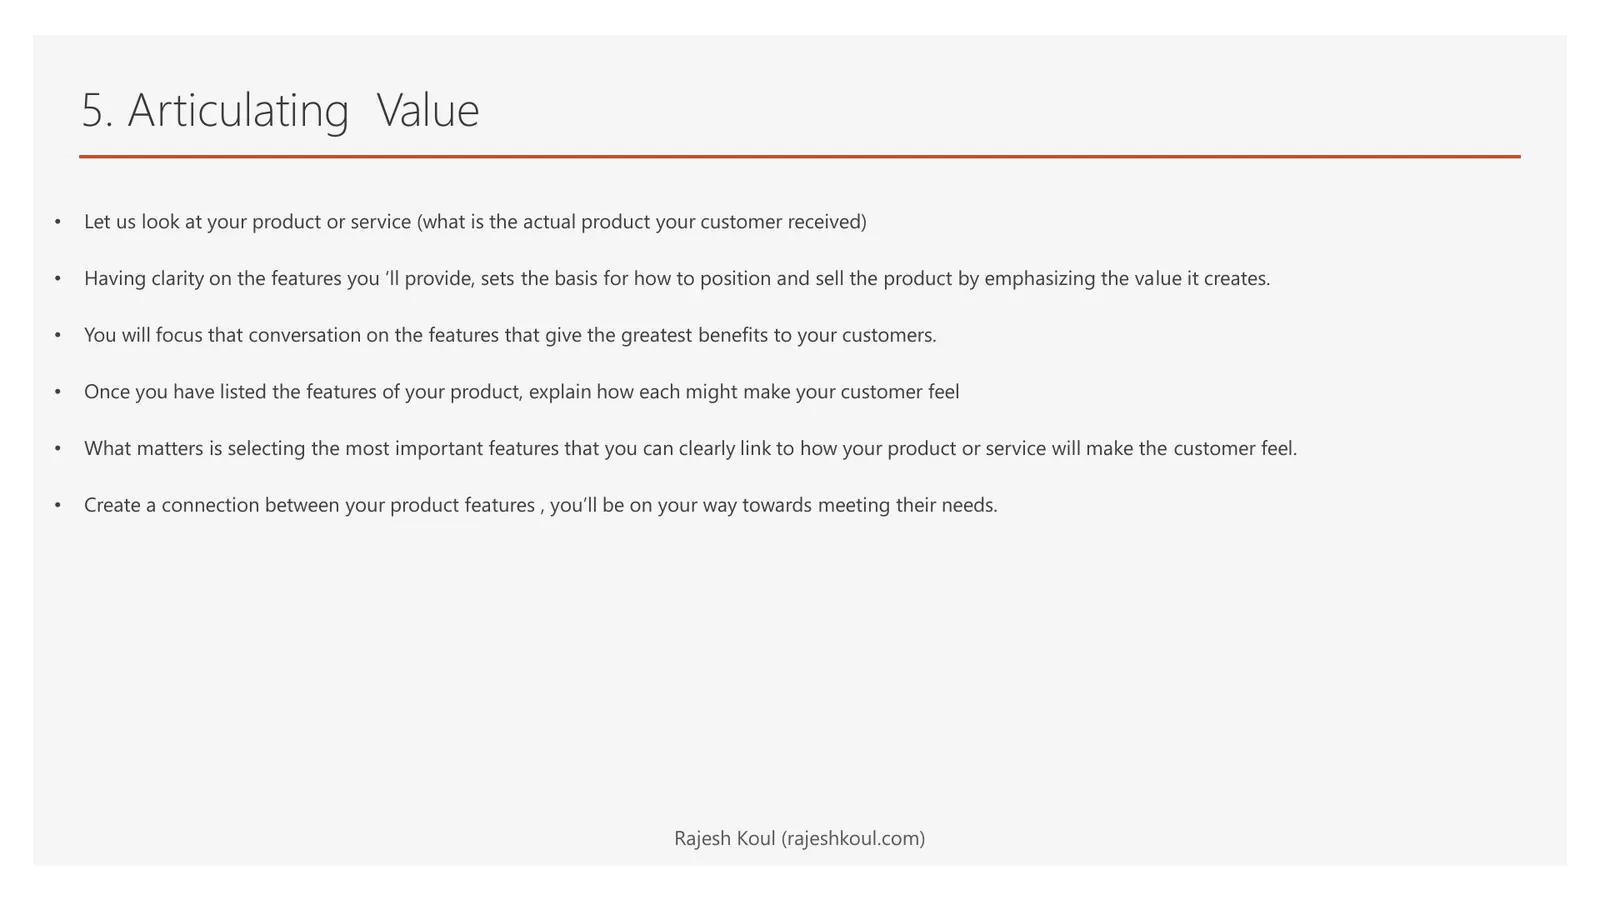 5. Articulating  Value
• Let us look at your product or service (what is the actual product your customer received)
• Having clarity on the features you ‘ll provide, sets the basis for how to position and sell the product by emphasizing the value it creates.
• You will focus that conversation on the features that give the greatest benefits to your customers.
• Once you have listed the features of your product, explain how each might make your customer feel
• What matters is selecting the most important features that you can clearly link to how your product or service will make the customer feel.
• Create a connection between your product features , you’ll be on your way towards meeting their needs.
Rajesh Koul (rajeshkoul.com)